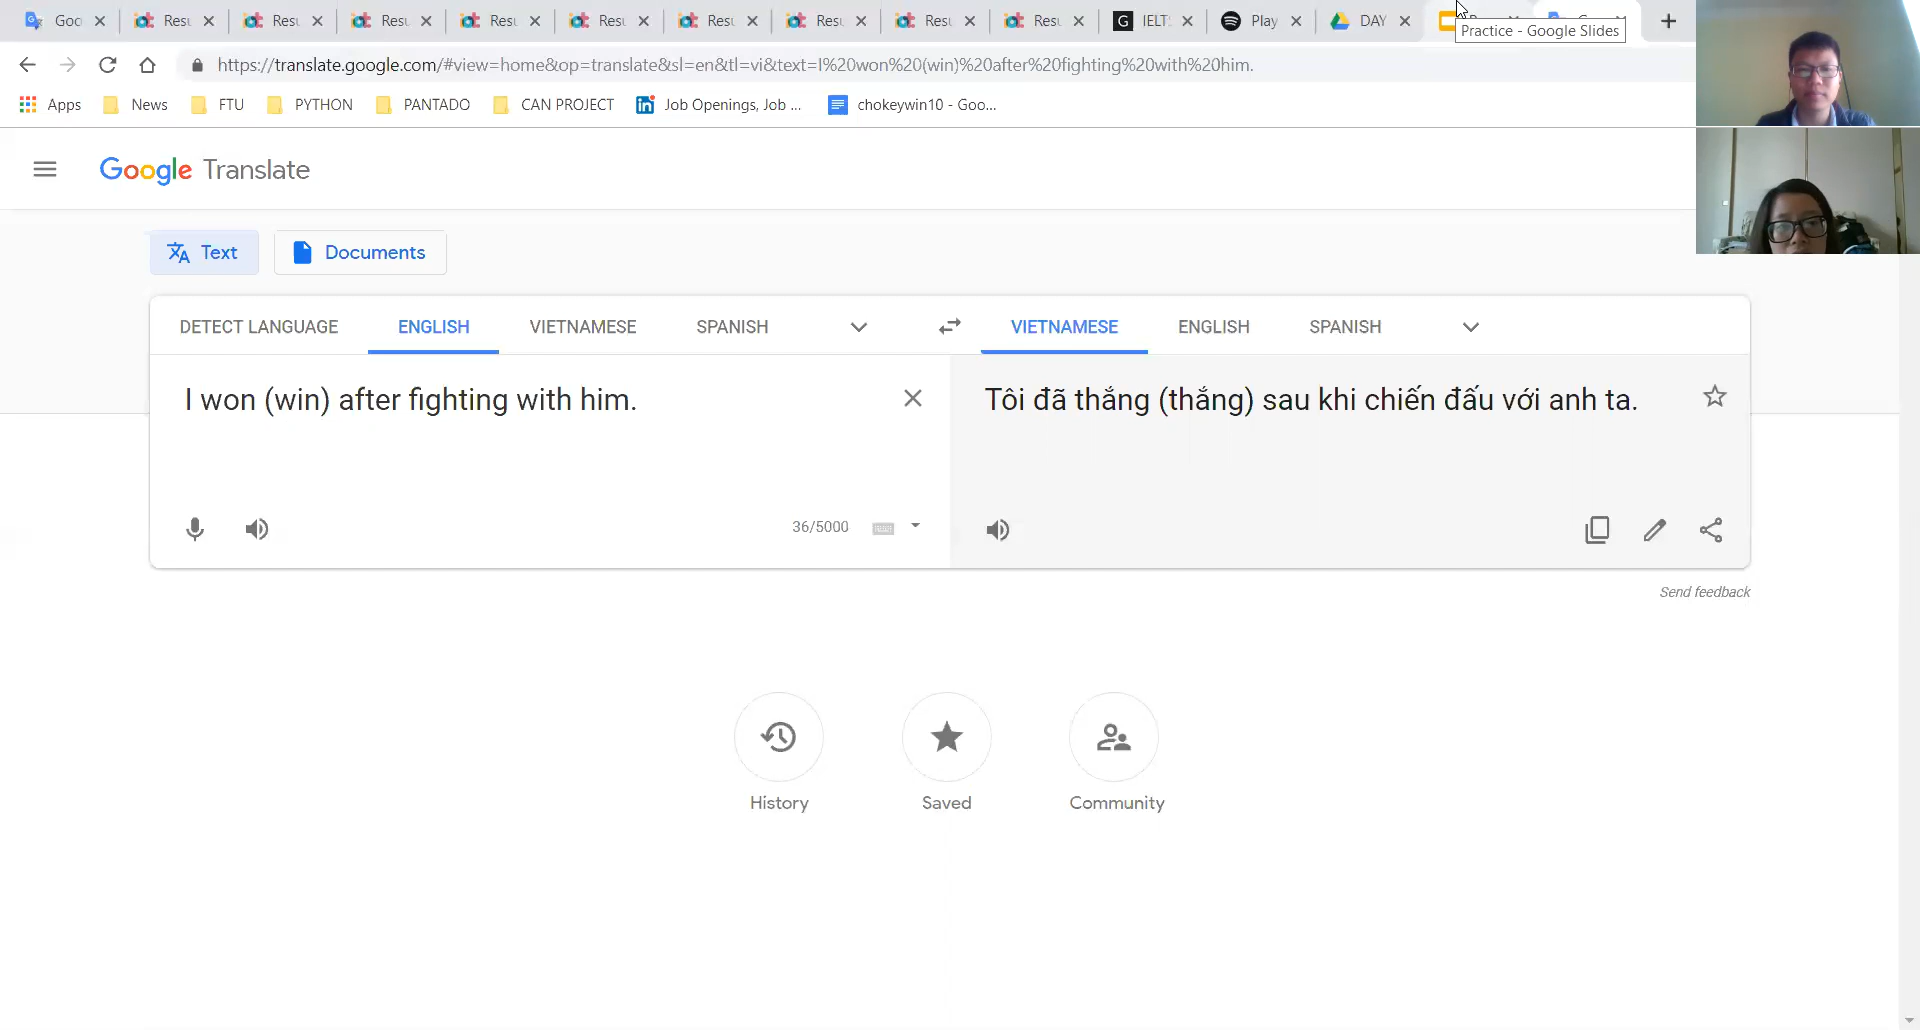 Goo Resu Resu Resu Resu Resu Resu Resu Resu Resu G IELT Play DAY
Practice - Google Slides
https://translate.google.com/#view=home&op=translate&sl=en&tl=vi&text=I%20won%20(win)%20after%20fighting%20with%20him.
Apps News FTU PYTHON PANTADO CAN PROJECT in Job Openings, Job ... chokeywin10 - Goo...
Google Translate
Text Documents
DETECT LANGUAGE ENGLISH VIETNAMESE SPANISH VIETNAMESE ENGLISH SPANISH
I won (win) after fighting with him. Tôi đã thắng (thắng) sau khi chiến đấu với anh ta.
36/5000
Send feedback
History Saved Community